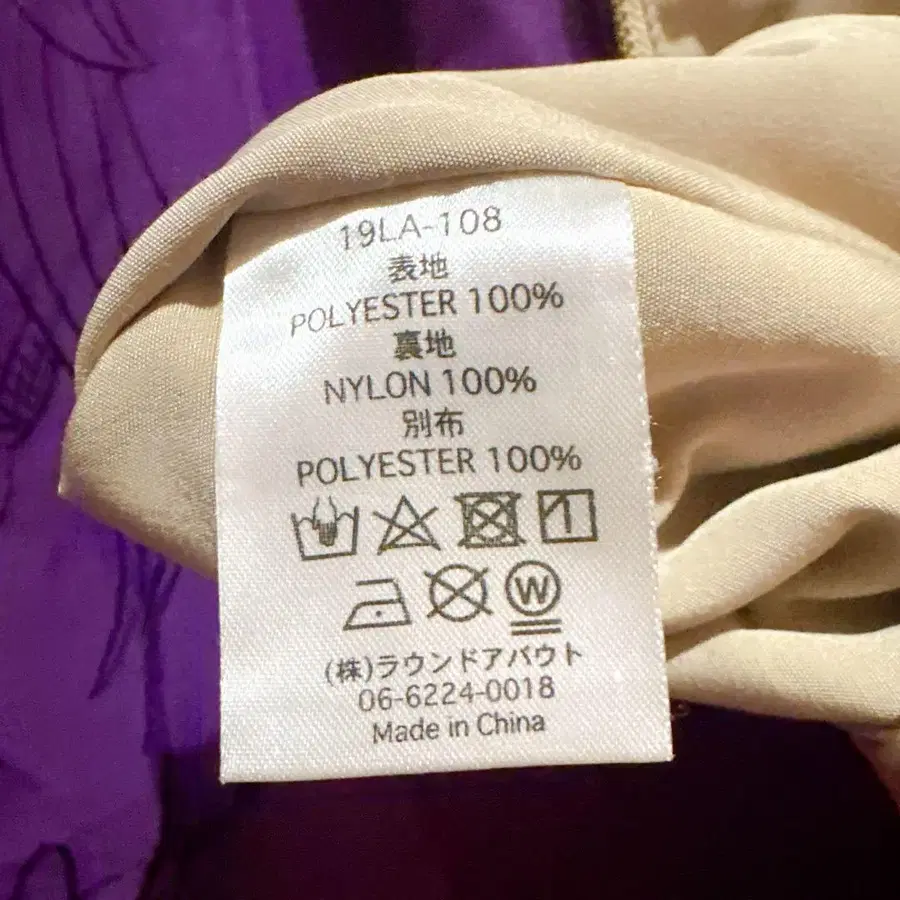 19LA-108
表地
POLYESTER 100%
裏地
NYLON 100%
別布
POLYESTER 100%
W
(株)ラウンドアバウト
06-6224-0018
Made in China